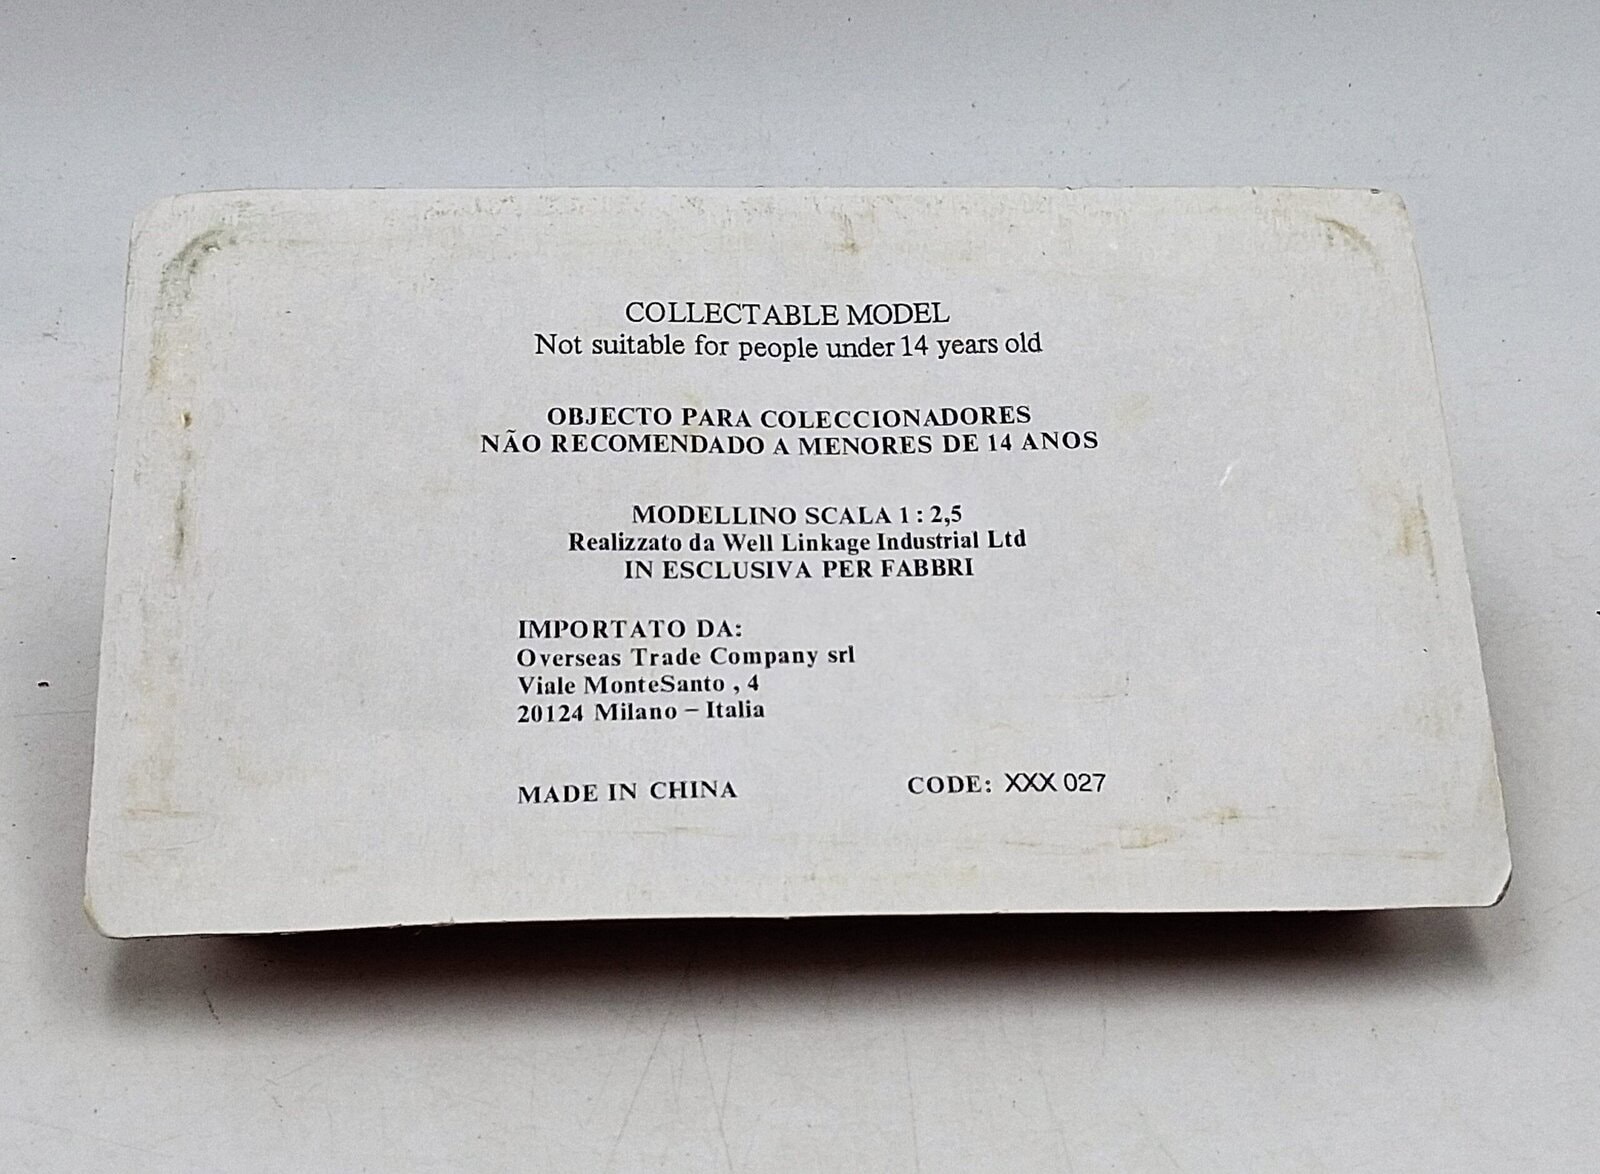 COLLECTABLE MODEL
Not suitable for people under 14 years old
OBJECTO PARA COLECCIONADORES
NÃO RECOMENDADO A MENORES DE 14 ANOS
MODELLINO SCALA 1 : 2,5
Realizzato da Well Linkage Industrial Ltd
IN ESCLUSIVA PER FABBRI
IMPORTATO DA:
Overseas Trade Company srl
Viale MonteSanto , 4
20124 Milano – Italia
MADE IN CHINA CODE: XXX 027